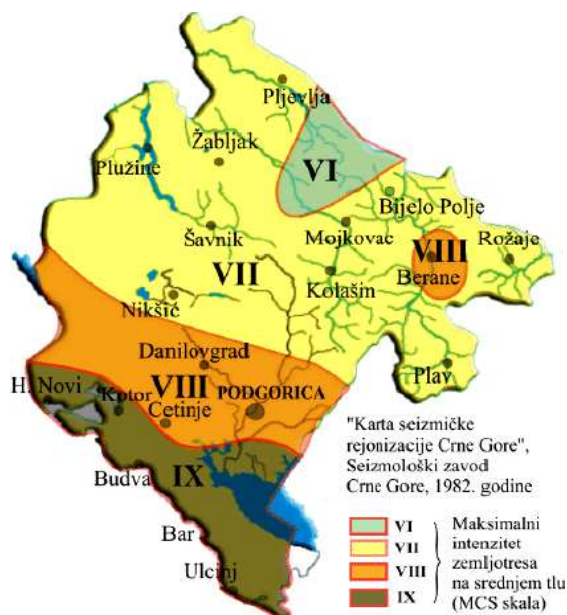 Pljevlja
Žabljak
Plužine
VI
Bijelo Polje
Šavnik
Mojkovac
VIII
Rožaje
VII
Berane
Kolašin
Nikšić
Danilovgrad
Plav
H. Novi
VIII
Kotor
PODGORICA
Cetinje
"Karta seizmičke
rejonizacije Crne Gore",
Seizmološki zavod
Crne Gore, 1982. godine
IX
Budva
Bar
Ulcinj
VI
VII
VIII
IX
Maksimalni
intenzitet
zemljotresa
na srednjem tlu
(MCS skala)